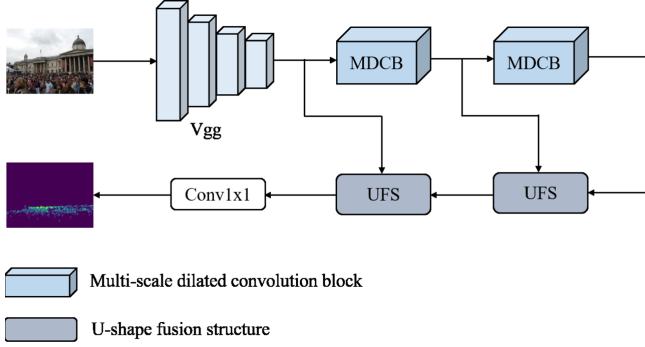 MDCB
MDCB
Vgg
Conv1x1
UFS
UFS
Multi-scale dilated convolution block
U-shape fusion structure